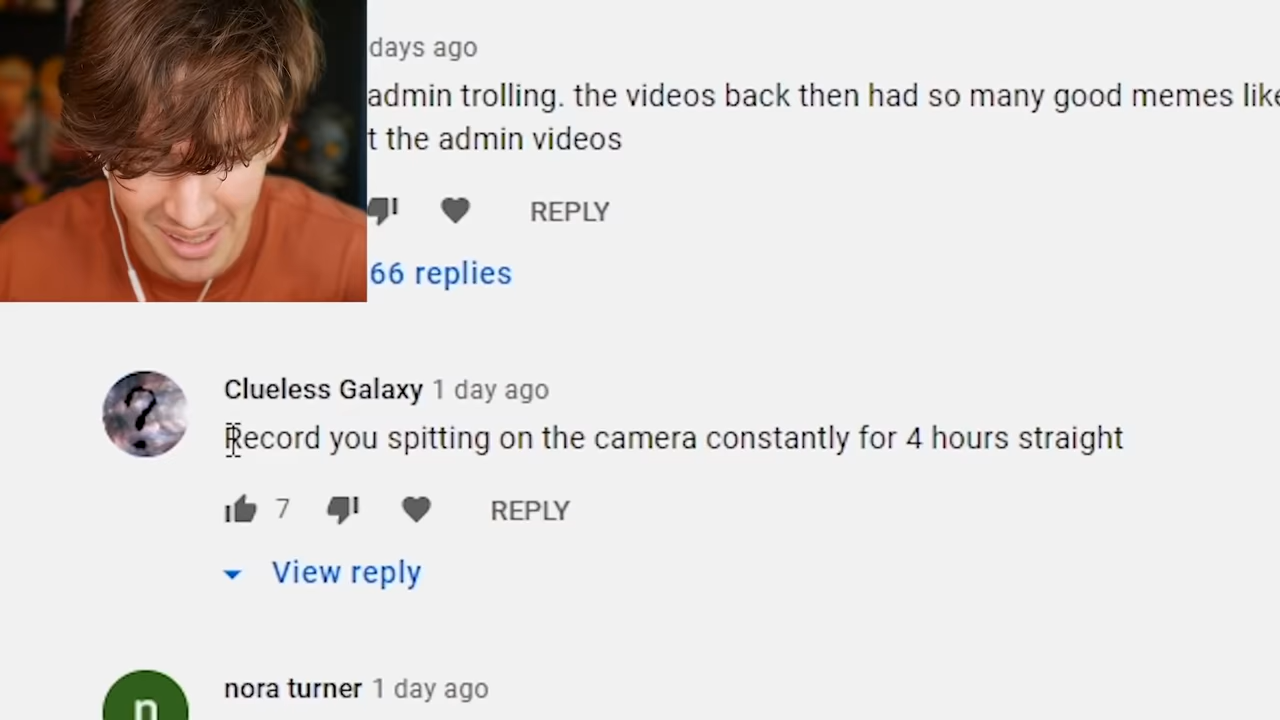 days ago
admin trolling. the videos back then had so many good memes like
t the admin videos
REPLY
66 replies
Clueless Galaxy 1 day ago
Record you spitting on the camera constantly for 4 hours straight
7 REPLY
View reply
nora turner 1 day ago
n